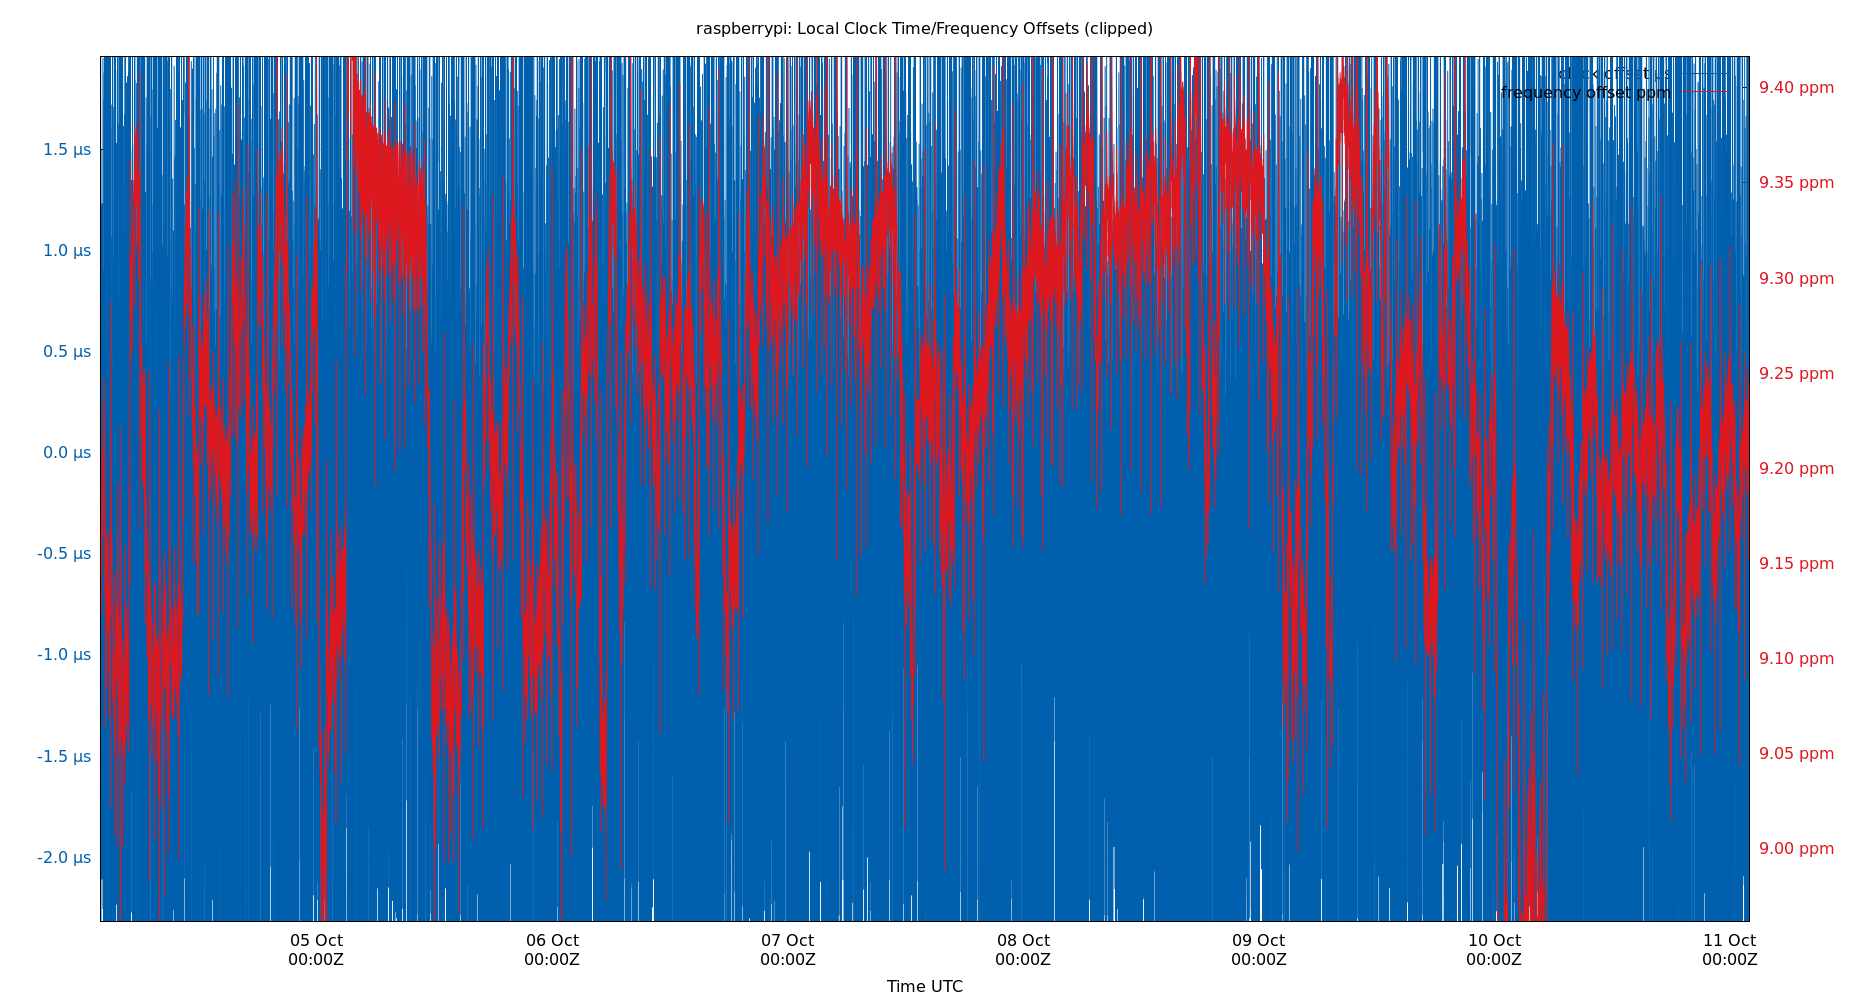 raspberrypi: Local Clock Time/Frequency Offsets (clipped)
clock offset µs
frequency offset ppm
1.5 µs
1.0 µs
0.5 µs
0.0 µs
-0.5 µs
-1.0 µs
-1.5 µs
-2.0 µs
9.40 ppm
9.35 ppm
9.30 ppm
9.25 ppm
9.20 ppm
9.15 ppm
9.10 ppm
9.05 ppm
9.00 ppm
05 Oct
00:00Z
06 Oct
00:00Z
07 Oct
00:00Z
08 Oct
00:00Z
09 Oct
00:00Z
10 Oct
00:00Z
11 Oct
00:00Z
Time UTC